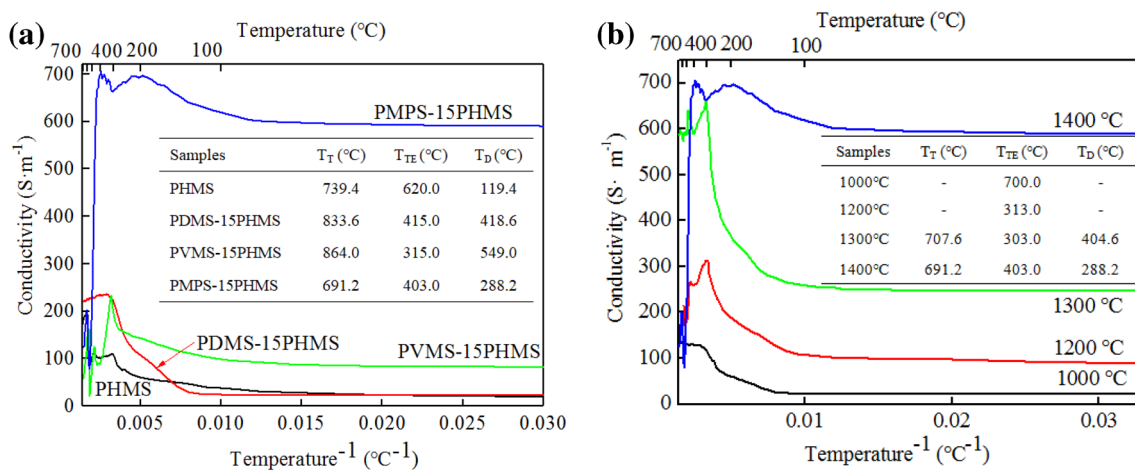 (a)
Temperature (℃)
700 400 200 100
700
600
500
400
300
200
100
0
Conductivity (S·m⁻¹)
PMPS-15PHMS
Samples T_T (℃) T_TE (℃) T_D (℃)
PHMS 739.4 620.0 119.4
PDMS-15PHMS 833.6 415.0 418.6
PVMS-15PHMS 864.0 315.0 549.0
PMPS-15PHMS 691.2 403.0 288.2
PDMS-15PHMS
PVMS-15PHMS
PHMS
0.005 0.010 0.015 0.020 0.025 0.030
Temperature⁻¹ (℃⁻¹)
(b)
Temperature (℃)
700 400 200 100
700
600
500
400
300
200
100
0
Conductivity (S· m⁻¹)
1400 ℃
Samples T_T (℃) T_TE (℃) T_D (℃)
1000℃ - 700.0 -
1200℃ - 313.0 -
1300℃ 707.6 303.0 404.6
1400℃ 691.2 403.0 288.2
1300 ℃
1200 ℃
1000 ℃
0.01 0.02 0.03
Temperature⁻¹ (℃⁻¹)